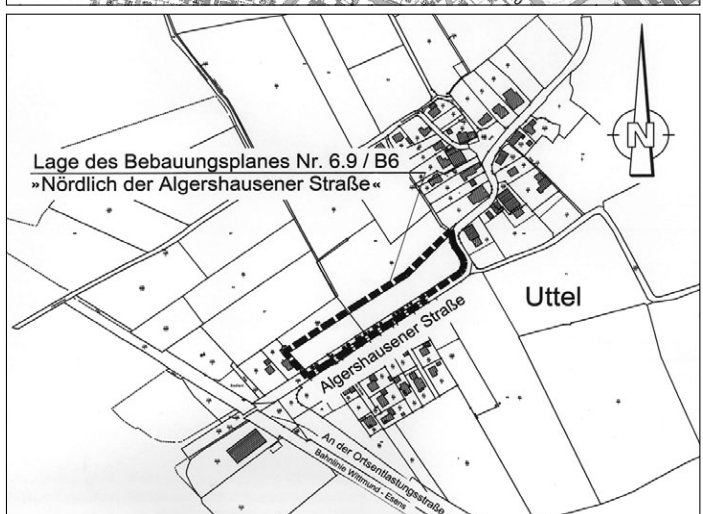 Lage des Bebauungsplanes Nr. 6.9 / B6
»Nördlich der Algershausener Straße«
N
Uttel
Algershausener Straße
An der Ortsentlastungsstraße
Bahnlinie Wittmund - Esens